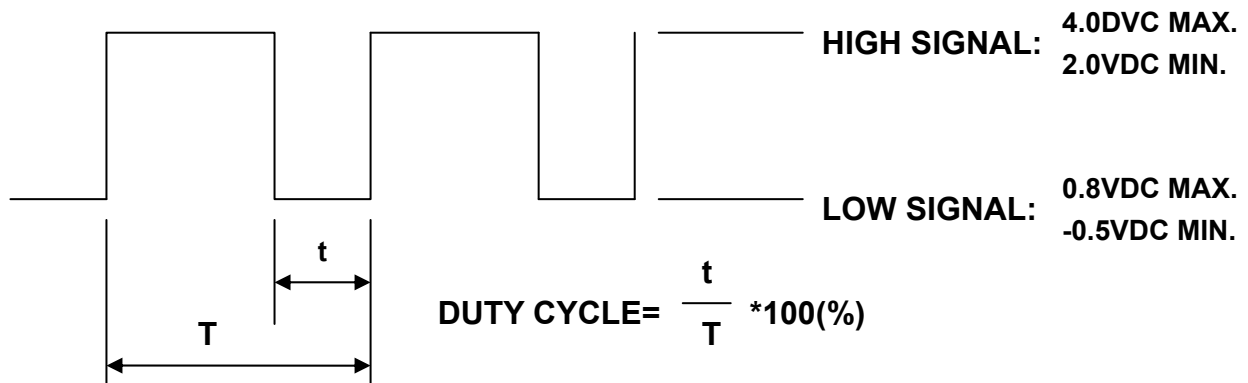 HIGH SIGNAL:
4.0DVC MAX.
2.0VDC MIN.
LOW SIGNAL:
0.8VDC MAX.
-0.5VDC MIN.
t
T
DUTY CYCLE= t/T *100(%)